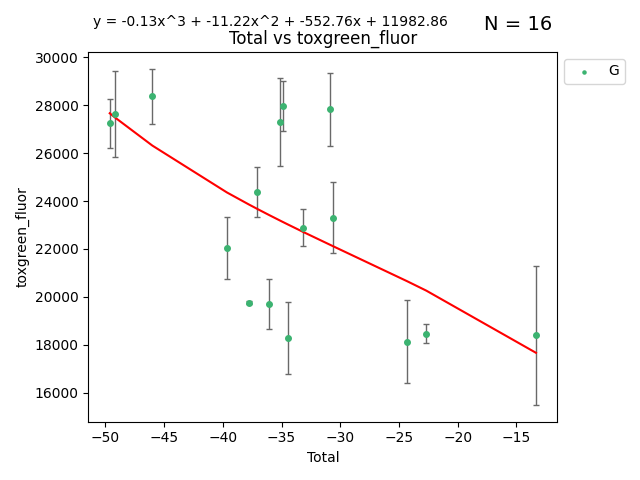 y = -0.13x^3 + -11.22x^2 + -552.76x + 11982.86
N = 16
Total vs toxgreen_fluor
G
30000
28000
26000
24000
22000
20000
18000
16000
toxgreen_fluor
−50 −45 −40 −35 −30 −25 −20 −15
Total